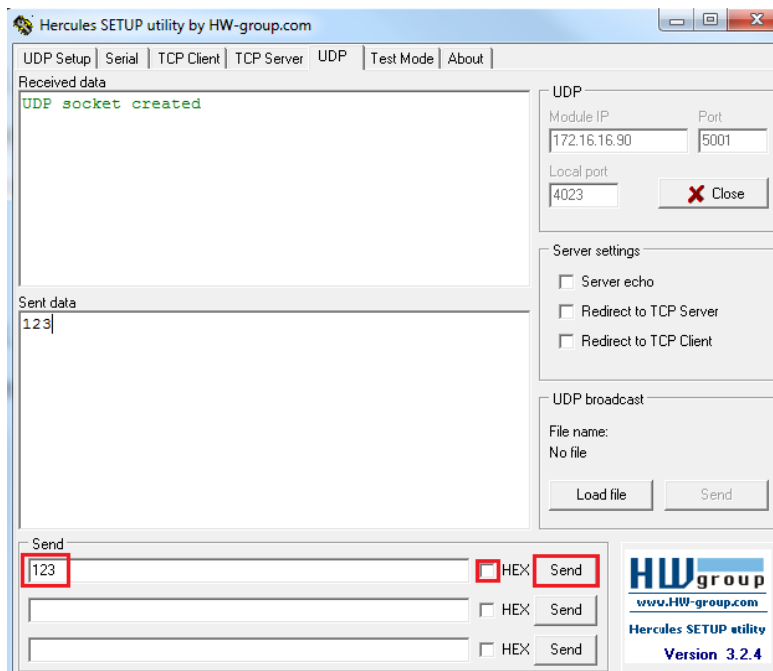 Hercules SETUP utility by HW-group.com
UDP Setup Serial TCP Client TCP Server UDP Test Mode About
Received data
UDP socket created
Sent data
123
UDP
Module IP Port
172.16.16.90 5001
Local port
4023 Close
Server settings
Server echo
Redirect to TCP Server
Redirect to TCP Client
UDP broadcast
File name:
No file
Load file Send
Send
123 HEX Send
HEX Send
HEX Send
HW group
www.HW-group.com
Hercules SETUP utility
Version 3.2.4